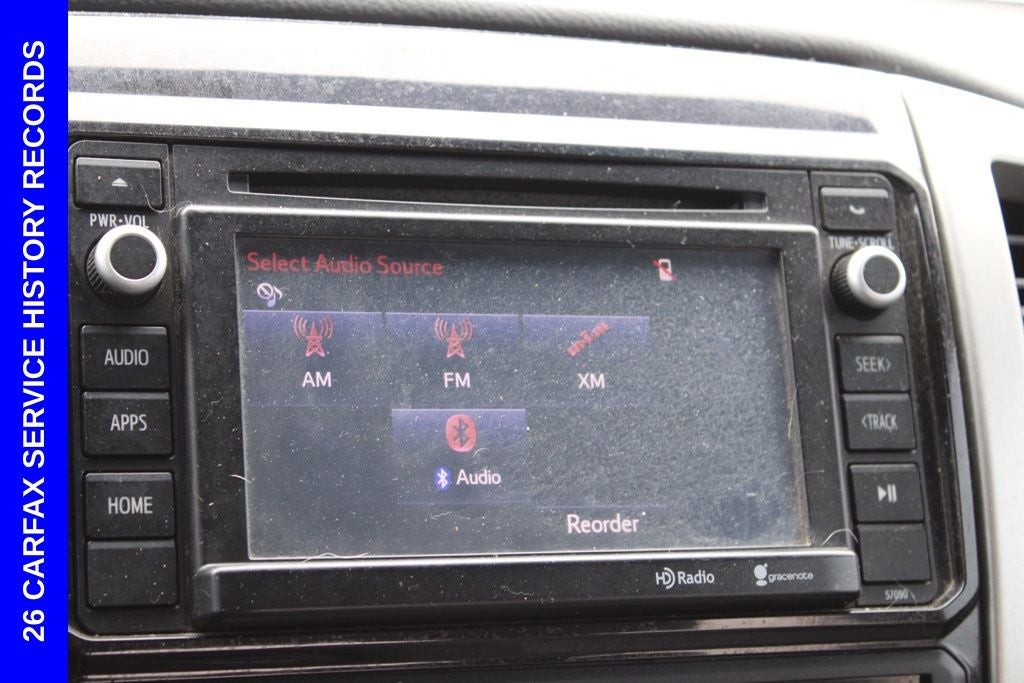 26 CARFAX SERVICE HISTORY RECORDS
PWR•VOL
TUNE•SCROLL
Select Audio Source
AM
FM
XM
Audio
Reorder
AUDIO
APPS
HOME
SEEK>
<TRACK
HD Radio
gracenote
57090